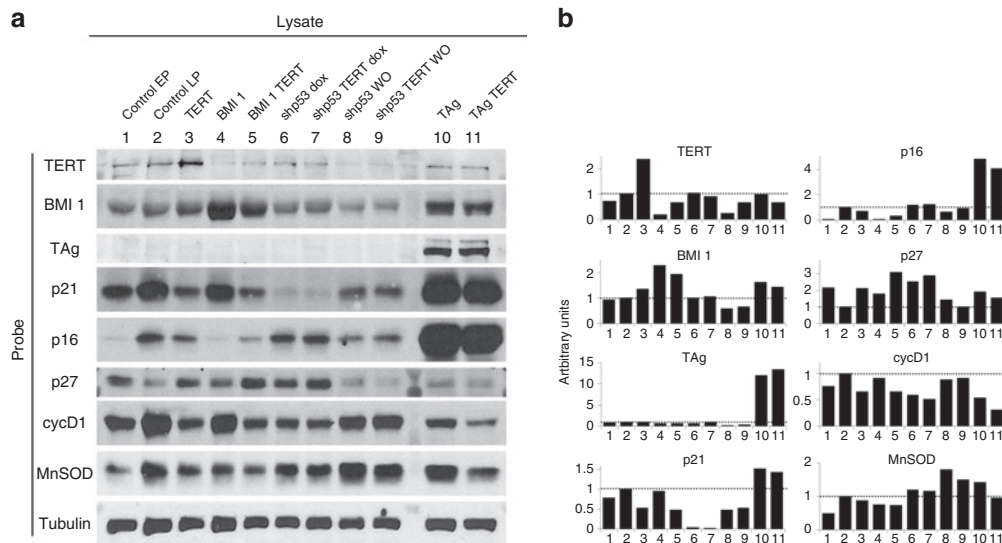 a
Lysate
Control EP
Control LP
TERT
BMI 1
BMI 1 TERT
shp53 dox
shp53 TERT dox
shp53 WO
shp53 TERT WO
TAg
TAg TERT
1 2 3 4 5 6 7 8 9 10 11
Probe
TERT
BMI 1
TAg
p21
p16
p27
cycD1
MnSOD
Tubulin
b
Artbitrary units
TERT
2
1
0
1 2 3 4 5 6 7 8 9 10 11
p16
4
2
0
1 2 3 4 5 6 7 8 9 10 11
BMI 1
2
1
0
1 2 3 4 5 6 7 8 9 10 11
p27
3
2
1
0
1 2 3 4 5 6 7 8 9 10 11
TAg
15
10
5
0
1 2 3 4 5 6 7 8 9 10 11
cycD1
1
0.5
0
1 2 3 4 5 6 7 8 9 10 11
p21
1.5
1
0.5
0
1 2 3 4 5 6 7 8 9 10 11
MnSOD
2
1
0
1 2 3 4 5 6 7 8 9 10 11